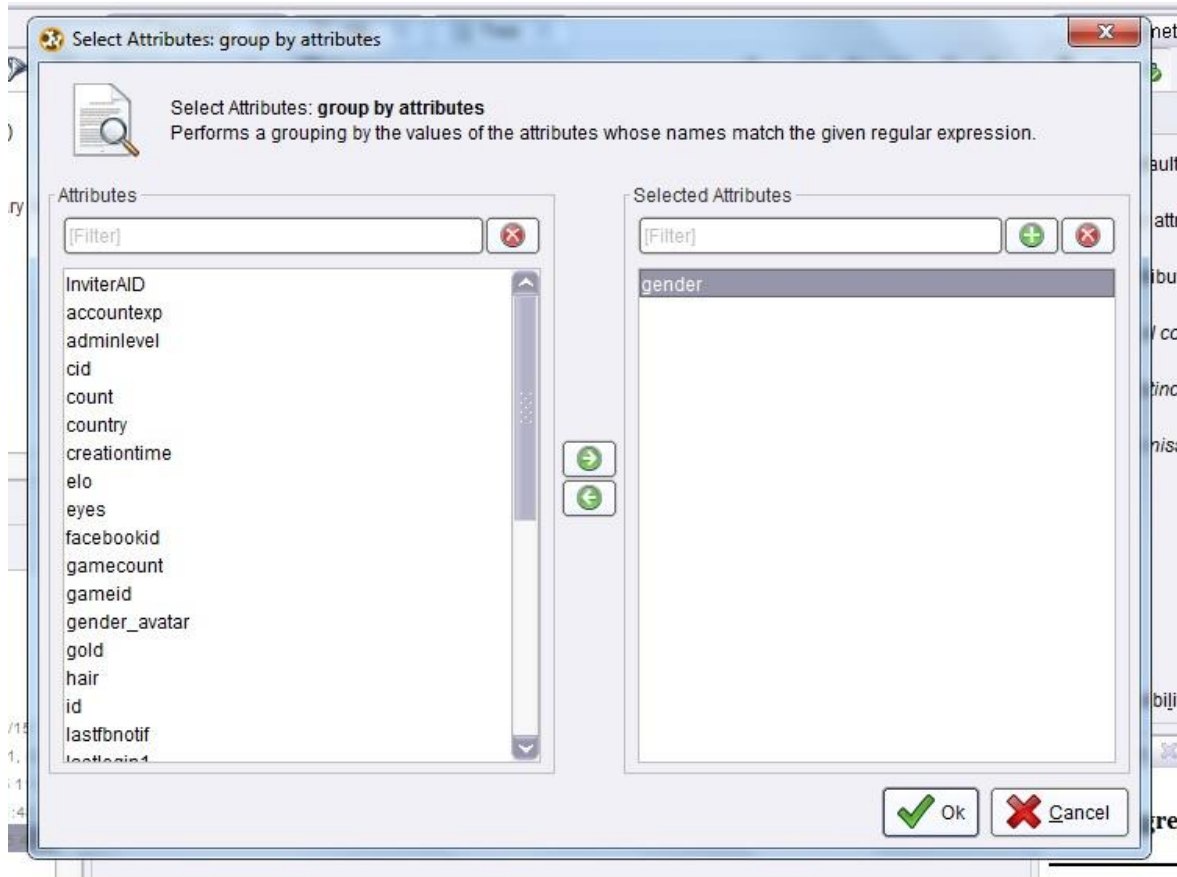 Select Attributes: group by attributes
Select Attributes: group by attributes
Performs a grouping by the values of the attributes whose names match the given regular expression.
Attributes
[Filter]
InviterAID
accountexp
adminlevel
cid
count
country
creationtime
elo
eyes
facebookid
gamecount
gameid
gender_avatar
gold
hair
id
lastfbnotif
lastlogin1
Selected Attributes
[Filter]
gender
Ok
Cancel